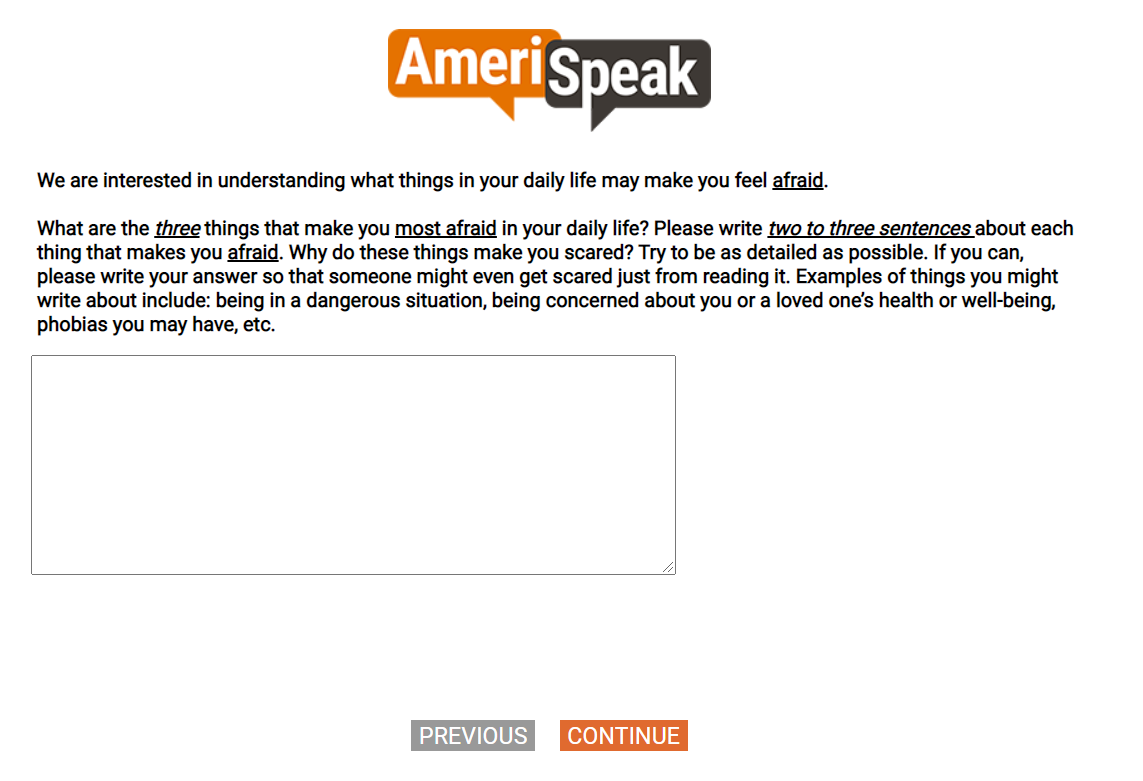 AmeriSpeak
We are interested in understanding what things in your daily life may make you feel afraid.
What are the three things that make you most afraid in your daily life? Please write two to three sentences about each
thing that makes you afraid. Why do these things make you scared? Try to be as detailed as possible. If you can,
please write your answer so that someone might even get scared just from reading it. Examples of things you might
write about include: being in a dangerous situation, being concerned about you or a loved one’s health or well-being,
phobias you may have, etc.
PREVIOUS CONTINUE